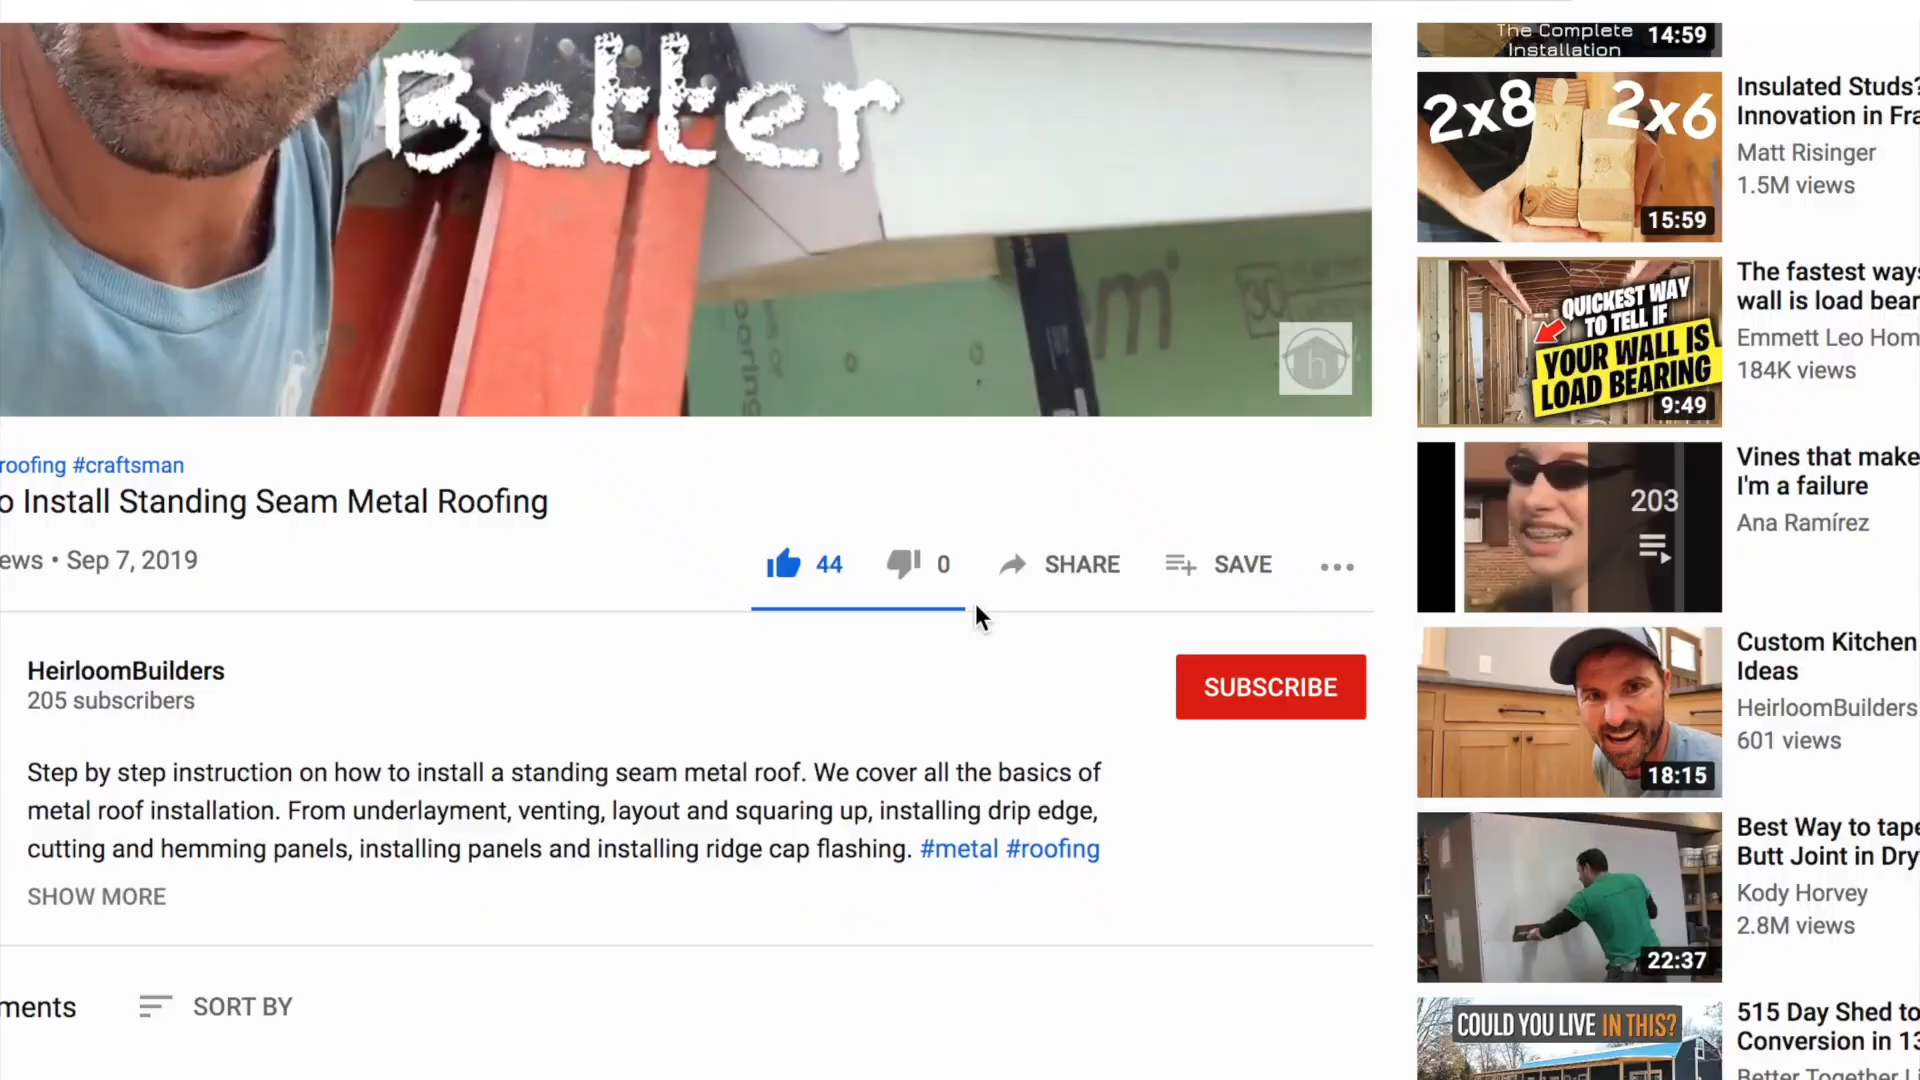 Better
m
30
h
roofing #craftsman
o Install Standing Seam Metal Roofing
ews • Sep 7, 2019
44
0
SHARE
SAVE
HeirloomBuilders
205 subscribers
SUBSCRIBE
Step by step instruction on how to install a standing seam metal roof. We cover all the basics of
metal roof installation. From underlayment, venting, layout and squaring up, installing drip edge,
cutting and hemming panels, installing panels and installing ridge cap flashing. #metal #roofing
SHOW MORE
ments
SORT BY
The Complete
Installation
14:59
2x8
2x6
15:59
Insulated Studs?
Innovation in Fra
Matt Risinger
1.5M views
QUICKEST WAY
TO TELL IF
YOUR WALL IS
LOAD BEARING
9:49
The fastest ways
wall is load bear
Emmett Leo Hom
184K views
203
Vines that make
I'm a failure
Ana Ramírez
18:15
Custom Kitchen
Ideas
HeirloomBuilders
601 views
22:37
Best Way to tape
Butt Joint in Dry
Kody Horvey
2.8M views
COULD YOU LIVE IN THIS?
515 Day Shed to
Conversion in 13
Better Together Li